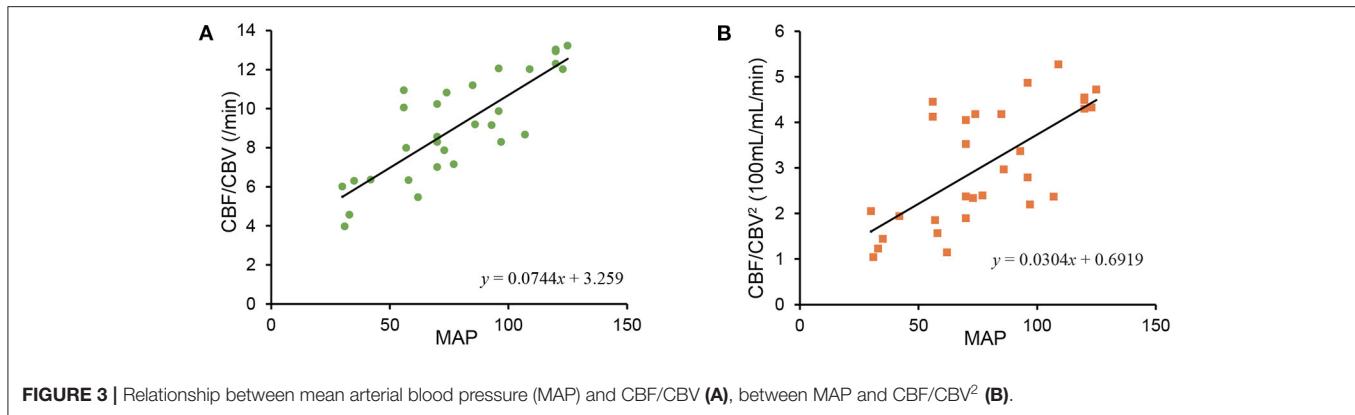 A
CBF/CBV (/min)
14
12
10
8
6
4
2
0
0
50
100
150
MAP
y = 0.0744x + 3.259
B
CBF/CBV² (100mL/mL/min)
6
5
4
3
2
1
0
0
50
100
150
MAP
y = 0.0304x + 0.6919
FIGURE 3 | Relationship between mean arterial blood pressure (MAP) and CBF/CBV (A), between MAP and CBF/CBV² (B).